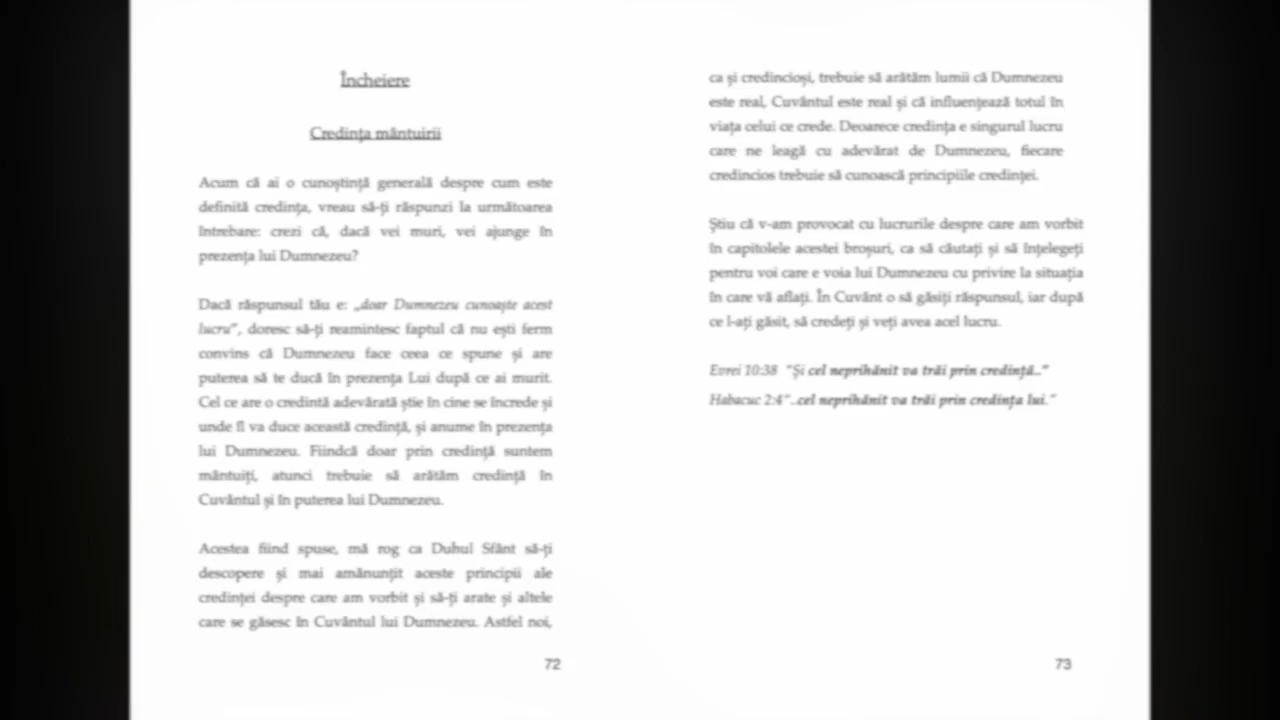 Încheiere
Credința mântuirii
Acum că ai o cunoștință generală despre cum este
definită credința, vreau să-ți răspunzi la următoarea
întrebare: crezi că, dacă vei muri, vei ajunge în
prezența lui Dumnezeu?
Dacă răspunsul tău e: „doar Dumnezeu cunoaște acest
lucru”, doresc să-ți reamintesc faptul că nu ești ferm
convins că Dumnezeu face ceea ce spune și are
puterea să te ducă în prezența Lui după ce ai murit.
Cel ce are o credintă adevărată știe în cine se încrede și
unde îl va duce această credință, și anume în prezența
lui Dumnezeu. Fiindcă doar prin credință suntem
mântuiți, atunci trebuie să arătăm credință în
Cuvântul și în puterea lui Dumnezeu.
Acestea fiind spuse, mă rog ca Duhul Sfânt să-ți
descopere și mai amănunțit aceste principii ale
credinței despre care am vorbit și să-ți arate și altele
care se găsesc în Cuvântul lui Dumnezeu. Astfel noi,
72
ca și credincioși, trebuie să arătăm lumii că Dumnezeu
este real, Cuvântul este real și că influențează totul în
viața celui ce crede. Deoarece credința e singurul lucru
care ne leagă cu adevărat de Dumnezeu, fiecare
credincios trebuie să cunoască principiile credinței.
Știu că v-am provocat cu lucrurile despre care am vorbit
în capitolele acestei broșuri, ca să căutați și să înțelegeți
pentru voi care e voia lui Dumnezeu cu privire la situația
în care vă aflați. În Cuvânt o să găsiți răspunsul, iar după
ce l-ați găsit, să credeți și veți avea acel lucru.
Evrei 10:38 “Și cel neprihănit va trăi prin credință..”
Habacuc 2:4“..cel neprihănit va trăi prin credința lui.”
73